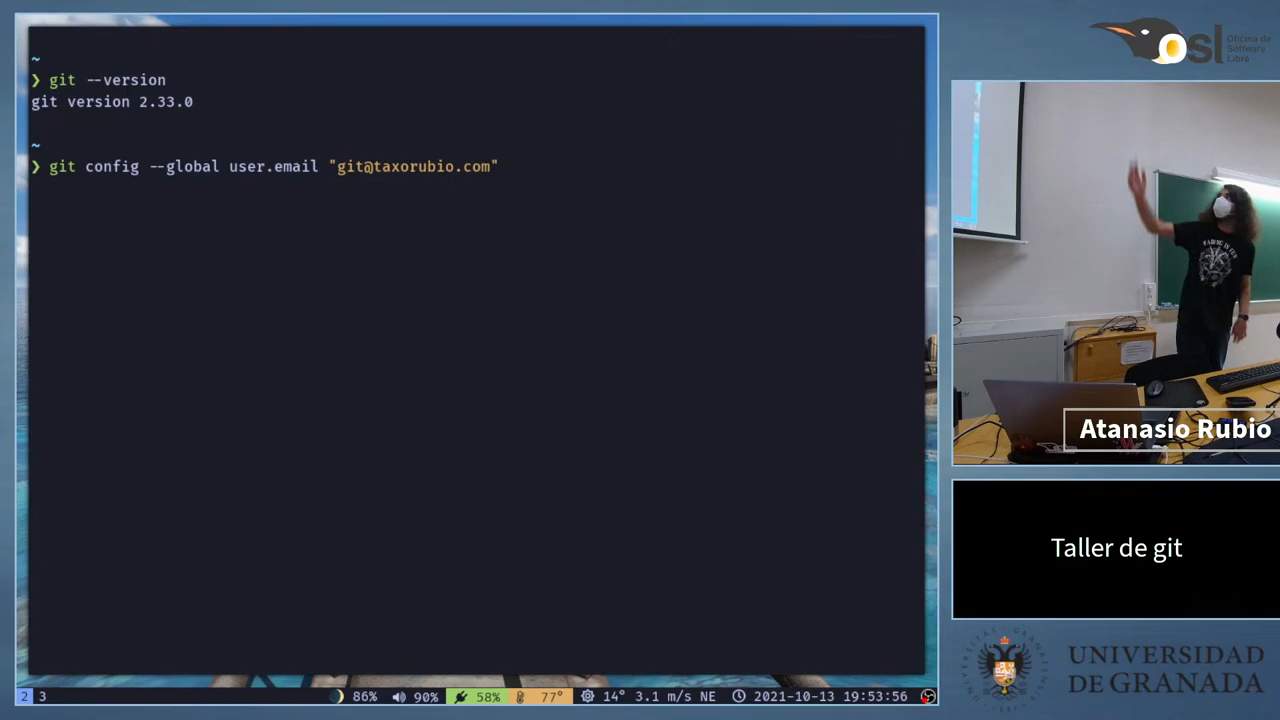 ~
❯ git --version
git version 2.33.0
~
❯ git config --global user.email "git@taxorubio.com"
2 3 86% 90% 58% 77° 14° 3.1 m/s NE 2021-10-13 19:53:56
osl
Oficina de
Software
Libre
Atanasio Rubio
Taller de git
UNIVERSIDAD
DE GRANADA